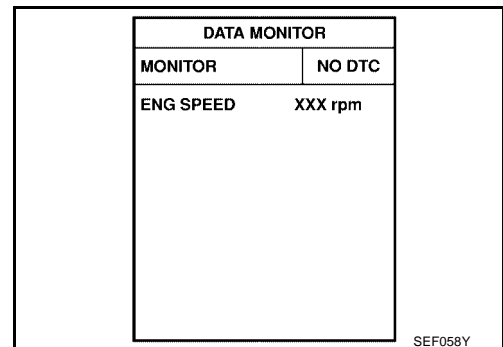 DATA MONITOR
MONITOR NO DTC
ENG SPEED XXX rpm
SEF058Y